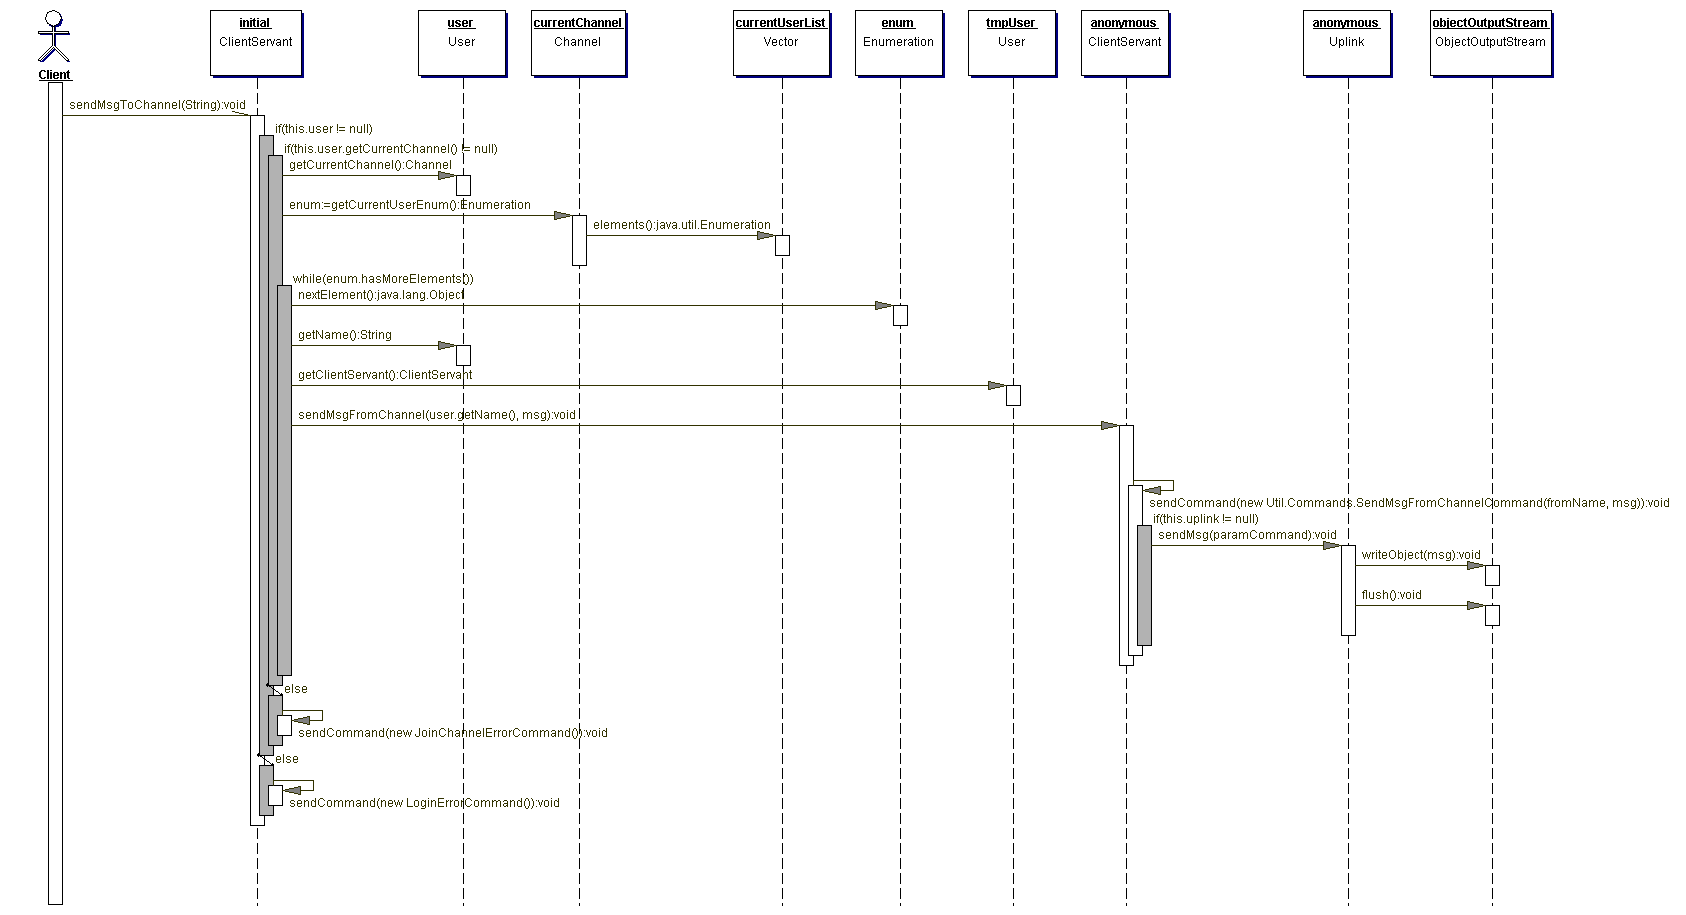 initial
ClientServant
user
User
currentChannel
Channel
currentUserList
Vector
enum
Enumeration
tmpUser
User
anonymous
ClientServant
anonymous
Uplink
objectOutputStream
ObjectOutputStream
Client
sendMsgToChannel(String):void
if(this.user != null)
if(this.user.getCurrentChannel() != null)
getCurrentChannel():Channel
enum:=getCurrentUserEnum():Enumeration
elements():java.util.Enumeration
while(enum.hasMoreElements())
nextElement():java.lang.Object
getName():String
getClientServant():ClientServant
sendMsgFromChannel(user.getName(), msg):void
sendCommand(new Util.Commands.SendMsgFromChannelCommand(fromName, msg)):void
if(this.uplink != null)
sendMsg(paramCommand):void
writeObject(msg):void
flush():void
else
sendCommand(new JoinChannelErrorCommand()):void
else
sendCommand(new LoginErrorCommand()):void